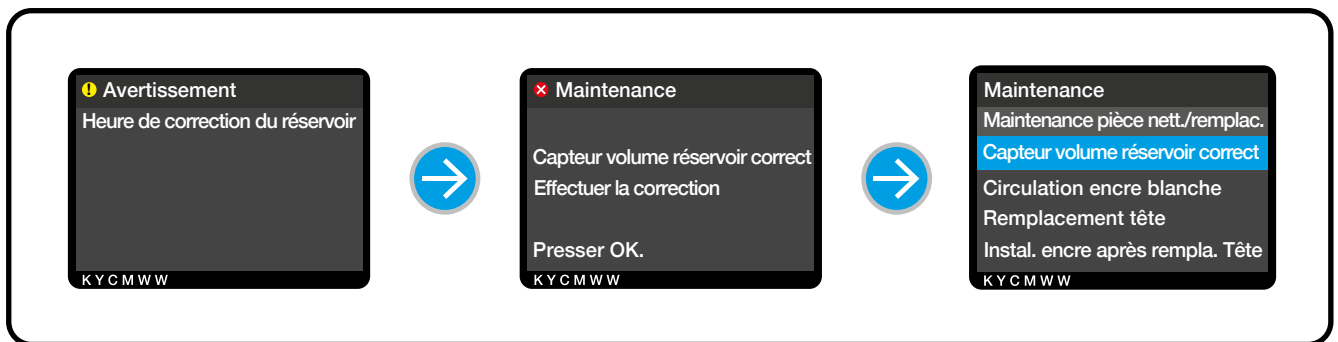 Avertissement
Heure de correction du réservoir
KYCMWW
Maintenance
Capteur volume réservoir correct
Effectuer la correction
Presser OK.
KYCMWW
Maintenance
Maintenance pièce nett./remplac.
Capteur volume réservoir correct
Circulation encre blanche
Remplacement tête
Instal. encre après rempla. Tête
KYCMWW